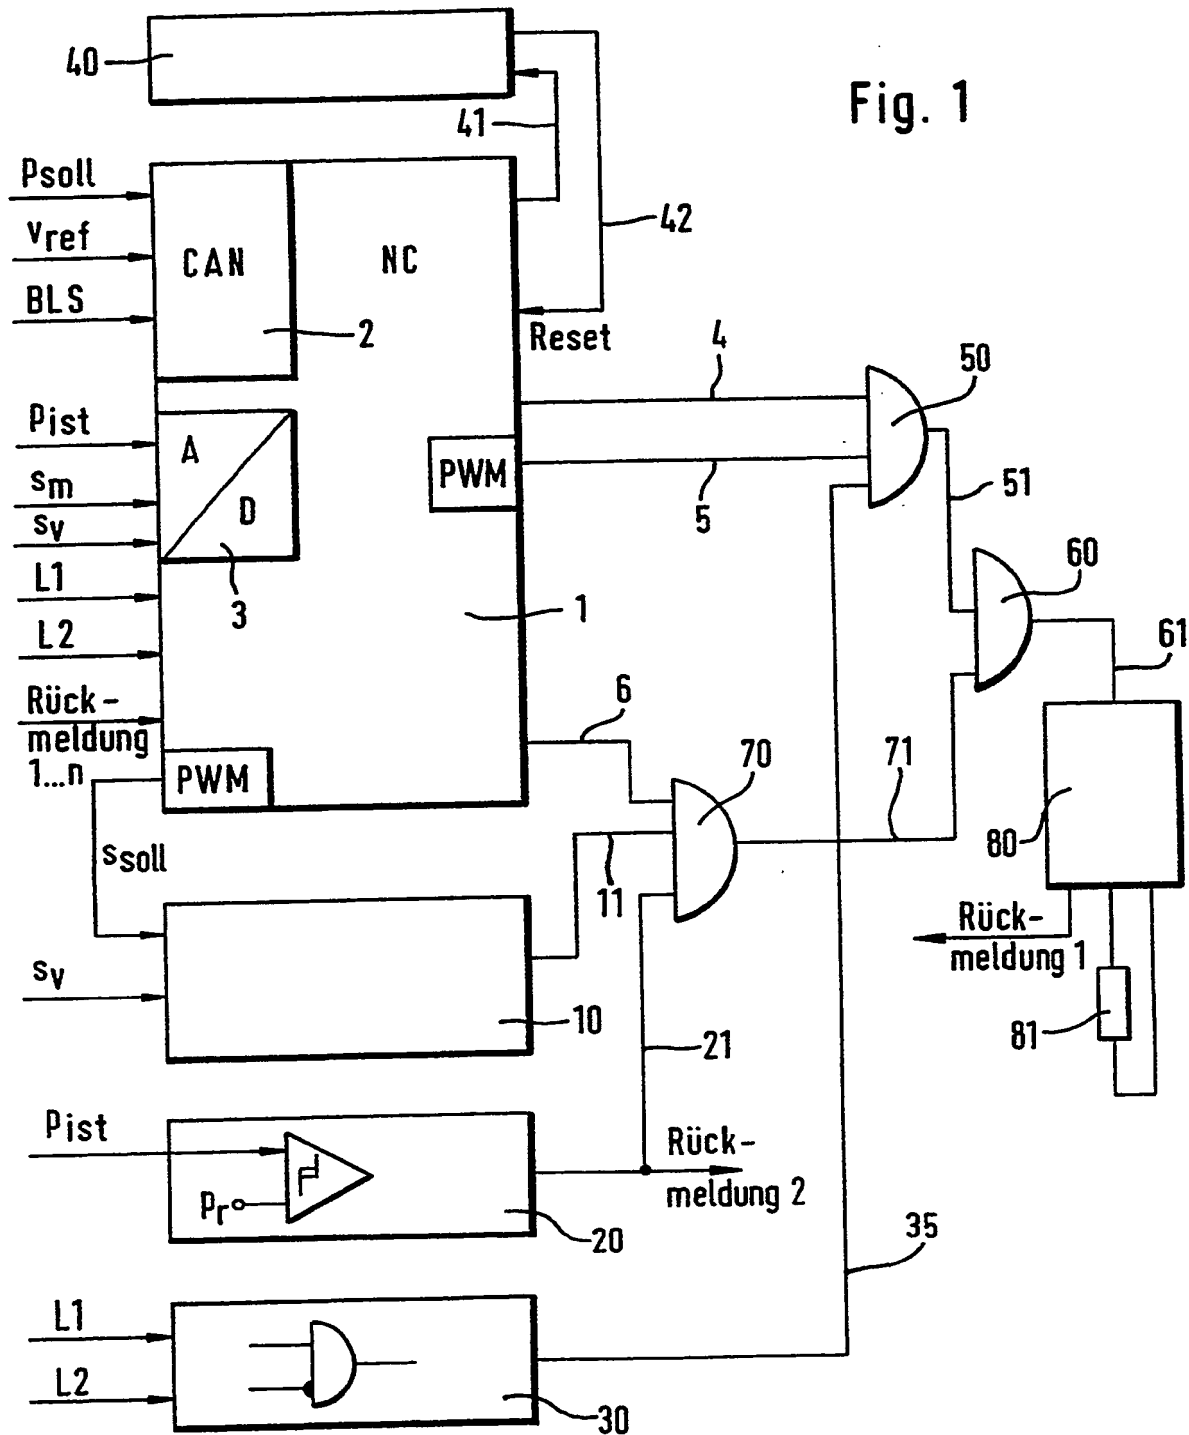 Fig. 1
40
41
42
Psoll
vref
BLS
CAN
NC
2
Reset
Pist
sm
sv
L1
L2
A
D
3
PWM
1
4
5
50
51
60
61
Rück-
meldung
1...n
PWM
ssoll
6
70
71
11
80
Rück-
meldung 1
81
sv
10
21
Pist
pr
20
Rück-
meldung 2
35
L1
L2
30